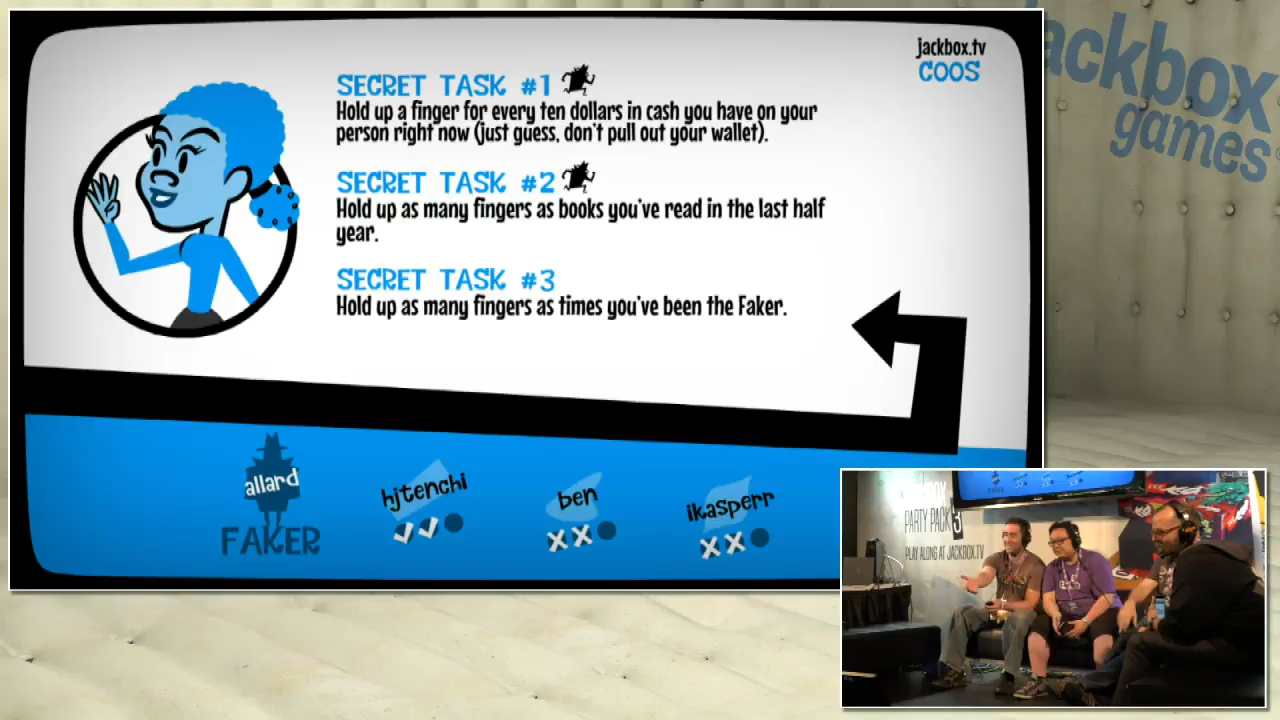 jackbox.tv
COOS
SECRET TASK #1
Hold up a finger for every ten dollars in cash you have on your
person right now (just guess, don't pull out your wallet).
SECRET TASK #2
Hold up as many fingers as books you've read in the last half
year.
SECRET TASK #3
Hold up as many fingers as times you've been the Faker.
allard
FAKER
hjtenchi
ben
ikasperr
jackbox
games
PARTY PACK 3
PLAY ALONG AT JACKBOX.TV